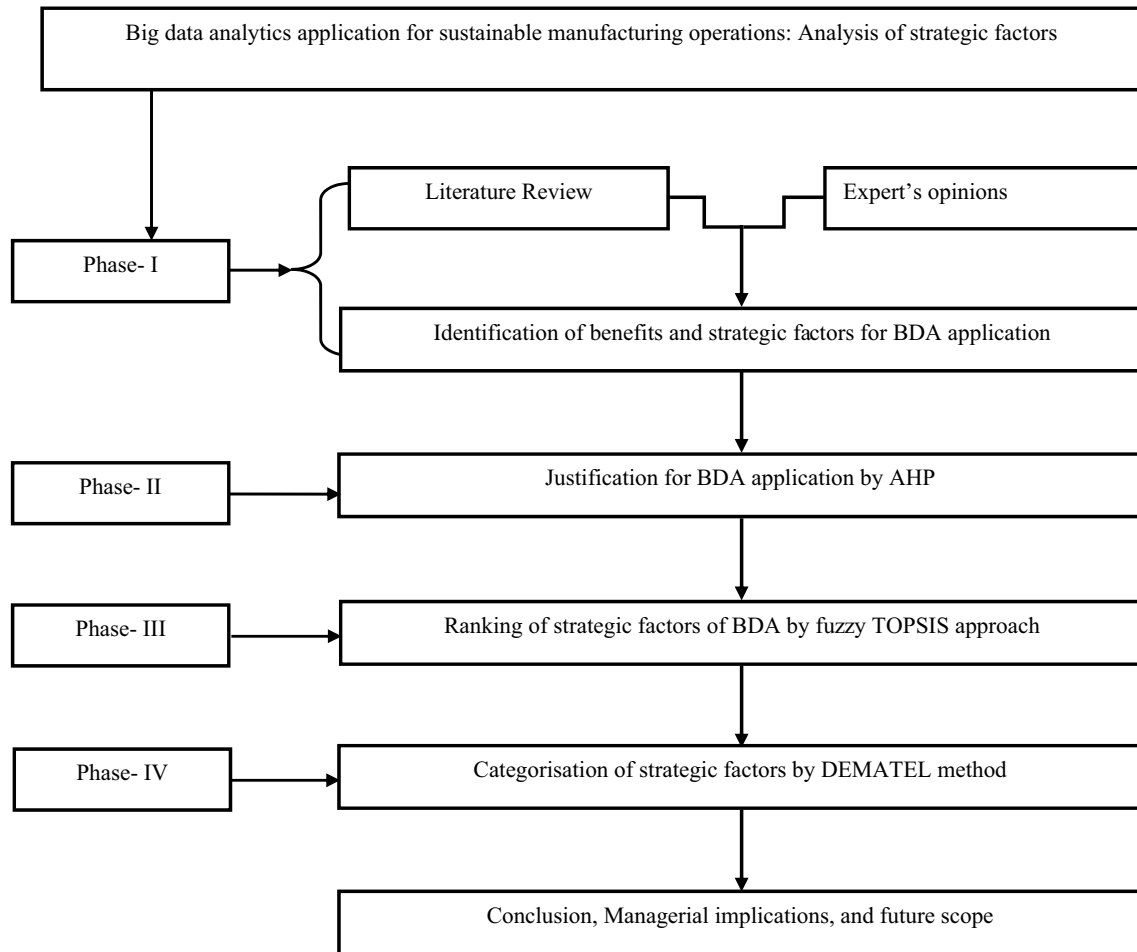 Big data analytics application for sustainable manufacturing operations: Analysis of strategic factors
Literature Review
Expert’s opinions
Phase- I
Identification of benefits and strategic factors for BDA application
Phase- II
Justification for BDA application by AHP
Phase- III
Ranking of strategic factors of BDA by fuzzy TOPSIS approach
Phase- IV
Categorisation of strategic factors by DEMATEL method
Conclusion, Managerial implications, and future scope